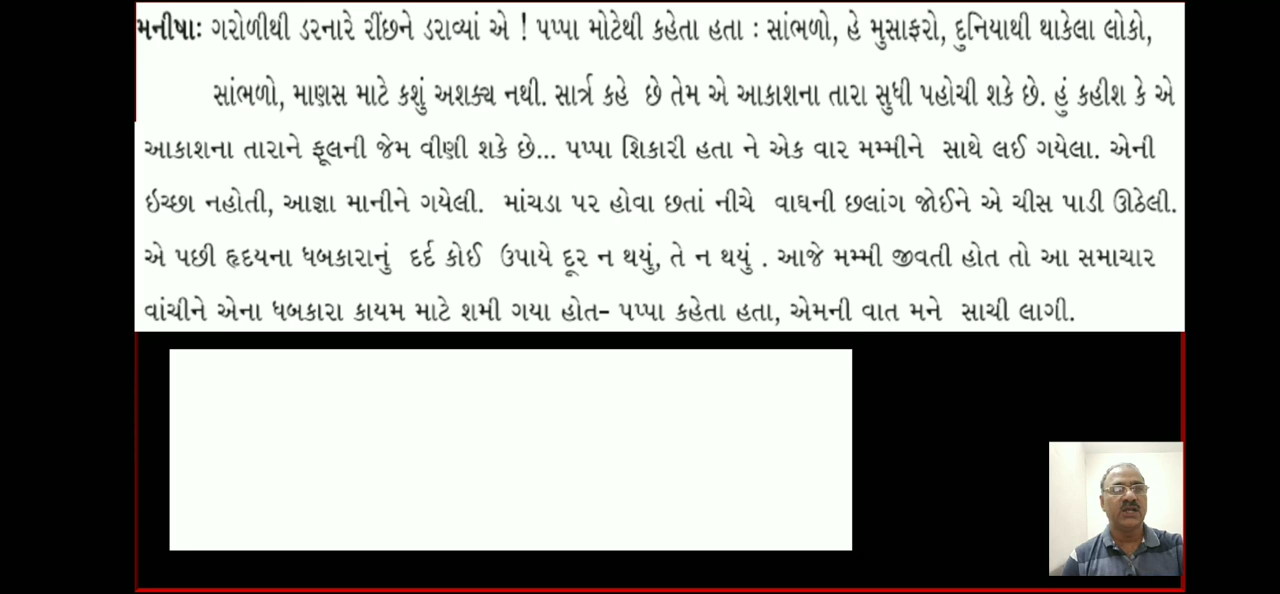 મનીષાઃ ગરોળીથી ડરનારે રીંછને ડરાવ્યાં એ ! પપ્પા મોટેથી કહેતા હતા : સાંભળો, હે મુસાફરો, દુનિયાથી થાકેલા લોકો,
સાંભળો, માણસ માટે કશું અશક્ય નથી. સાર્ત્ર કહે છે તેમ એ આકાશના તારા સુધી પહોચી શકે છે. હું કહીશ કે એ
આકાશના તારાને ફૂલની જેમ વીણી શકે છે... પપ્પા શિકારી હતા ને એક વાર મમ્મીને સાથે લઈ ગયેલા. એની
ઇચ્છા નહોતી, આજ્ઞા માનીને ગયેલી. માંચડા પર હોવા છતાં નીચે વાઘની છલાંગ જોઈને એ ચીસ પાડી ઊઠેલી.
એ પછી હૃદયના ધબકારાનું દર્દ કોઈ ઉપાયે દૂર ન થયું, તે ન થયું . આજે મમ્મી જીવતી હોત તો આ સમાચાર
વાંચીને એના ધબકારા કાયમ માટે શમી ગયા હોત– પપ્પા કહેતા હતા, એમની વાત મને સાચી લાગી.